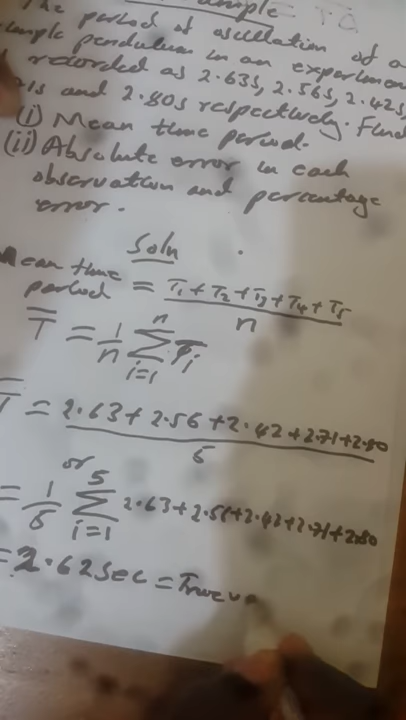 Example.
The period of oscillation of a
simple pendulum in an experiment
recorded as 2.63s, 2.56s, 2.42s,
and 2.80s respectively. Find
(i) Mean time period.
(ii) Absolute error in each
observation and percentage
error.
Soln
Mean time period = T₁ + T₂ + T₃ + T₄ + T₅ / n
T̄ = 1/n Σ i=1 n Tᵢ
= 2.63 + 2.56 + 2.42 + 2.71 + 2.80 / 5
or
= 1/5 Σ i=1 5 2.63 + 2.56 + 2.42 + 2.71 + 2.80
= 2.62 sec = True